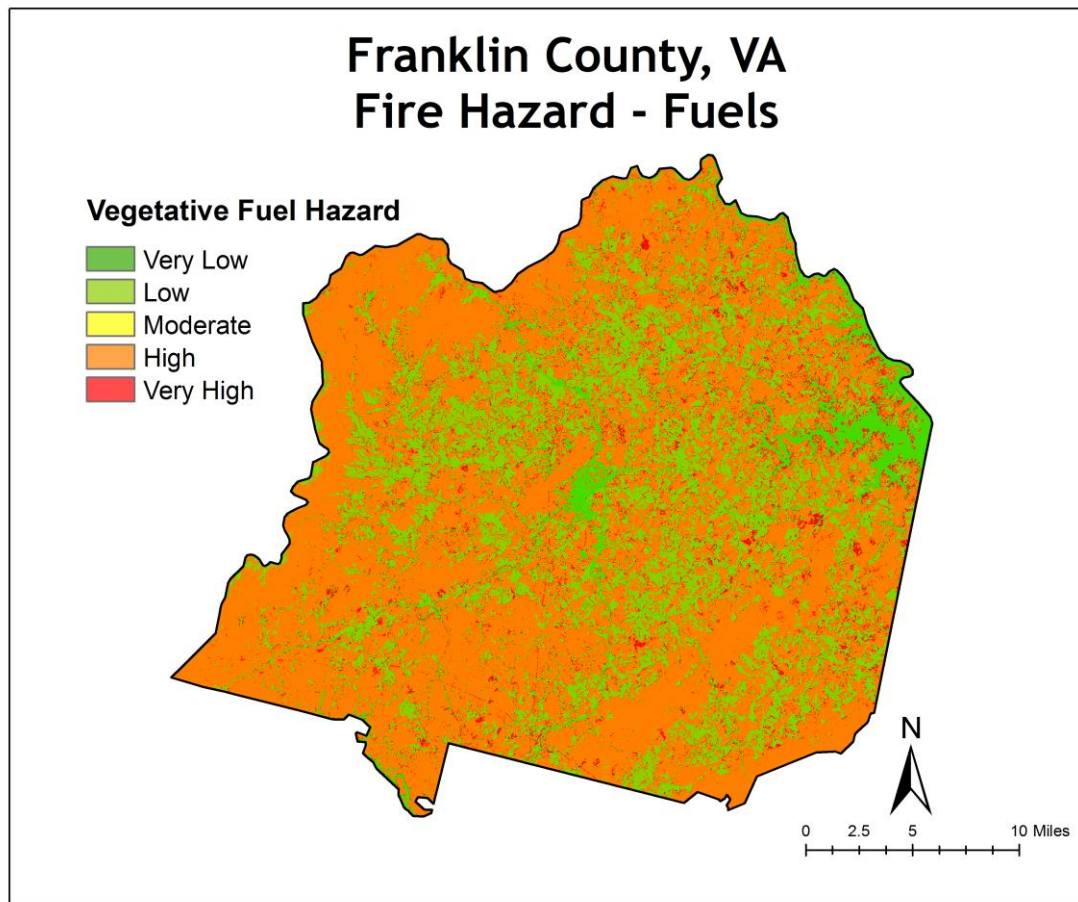 Franklin County, VA
Fire Hazard - Fuels
Vegetative Fuel Hazard
Very Low
Low
Moderate
High
Very High
N
0 2.5 5 10 Miles